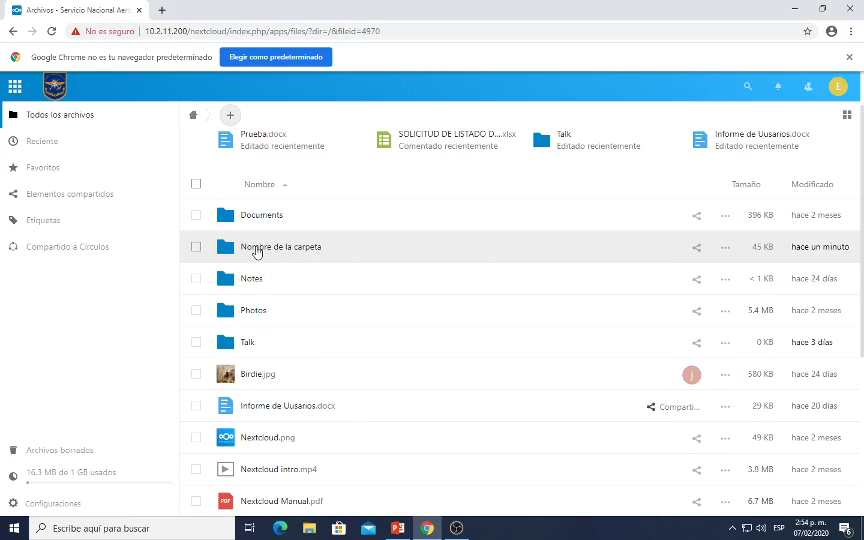 Archivos - Servicio Nacional Aero
No es seguro | 10.2.11.200/nextcloud/index.php/apps/files/?dir=/&fileid=4970
Google Chrome no es tu navegador predeterminado Elegir como predeterminado
E
Todos los archivos
Reciente
Favoritos
Elementos compartidos
Etiquetas
Compartido a Círculos
Archivos borrados
16.3 MB de 1 GB usados
Configuraciones
Prueba.docx
Editado recientemente
SOLICITUD DE LISTADO D....xlsx
Comentado recientemente
Talk
Editado recientemente
Informe de Uusarios.docx
Editado recientemente
Nombre Tamaño Modificado
Documents 396 KB hace 2 meses
Nombre de la carpeta 45 KB hace un minuto
Notes < 1 KB hace 24 días
Photos 5.4 MB hace 2 meses
Talk 0 KB hace 3 días
Birdie.jpg J 580 KB hace 24 días
Informe de Uusarios.docx Comparti... 29 KB hace 20 días
Nextcloud.png 49 KB hace 2 meses
Nextcloud intro.mp4 3.8 MB hace 2 meses
PDF Nextcloud Manual.pdf 6.7 MB hace 2 meses
Escribe aquí para buscar
ESP
2:54 p. m.
07/02/2020
6